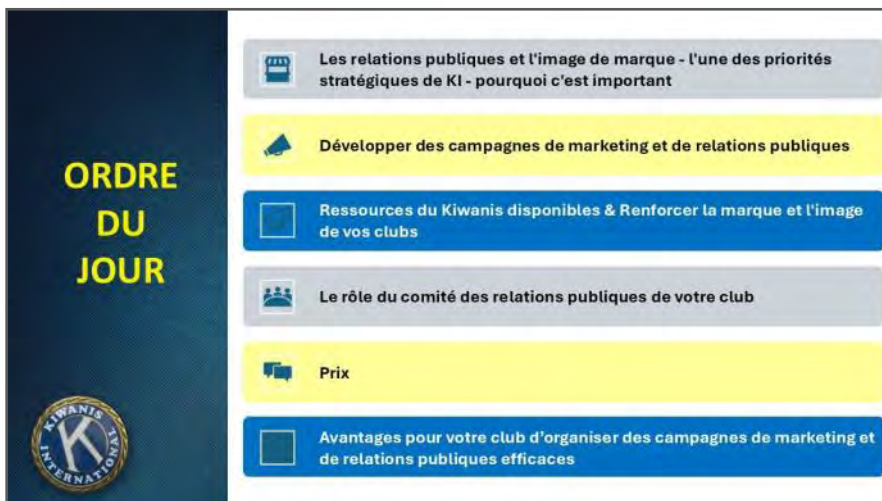 ORDRE
DU
JOUR
Les relations publiques et l'image de marque - l'une des priorités
stratégiques de KI - pourquoi c'est important
Développer des campagnes de marketing et de relations publiques
Ressources du Kiwanis disponibles & Renforcer la marque et l'image
de vos clubs
Le rôle du comité des relations publiques de votre club
Prix
Avantages pour votre club d’organiser des campagnes de marketing et
de relations publiques efficaces
KIWANIS
K
INTERNATIONAL